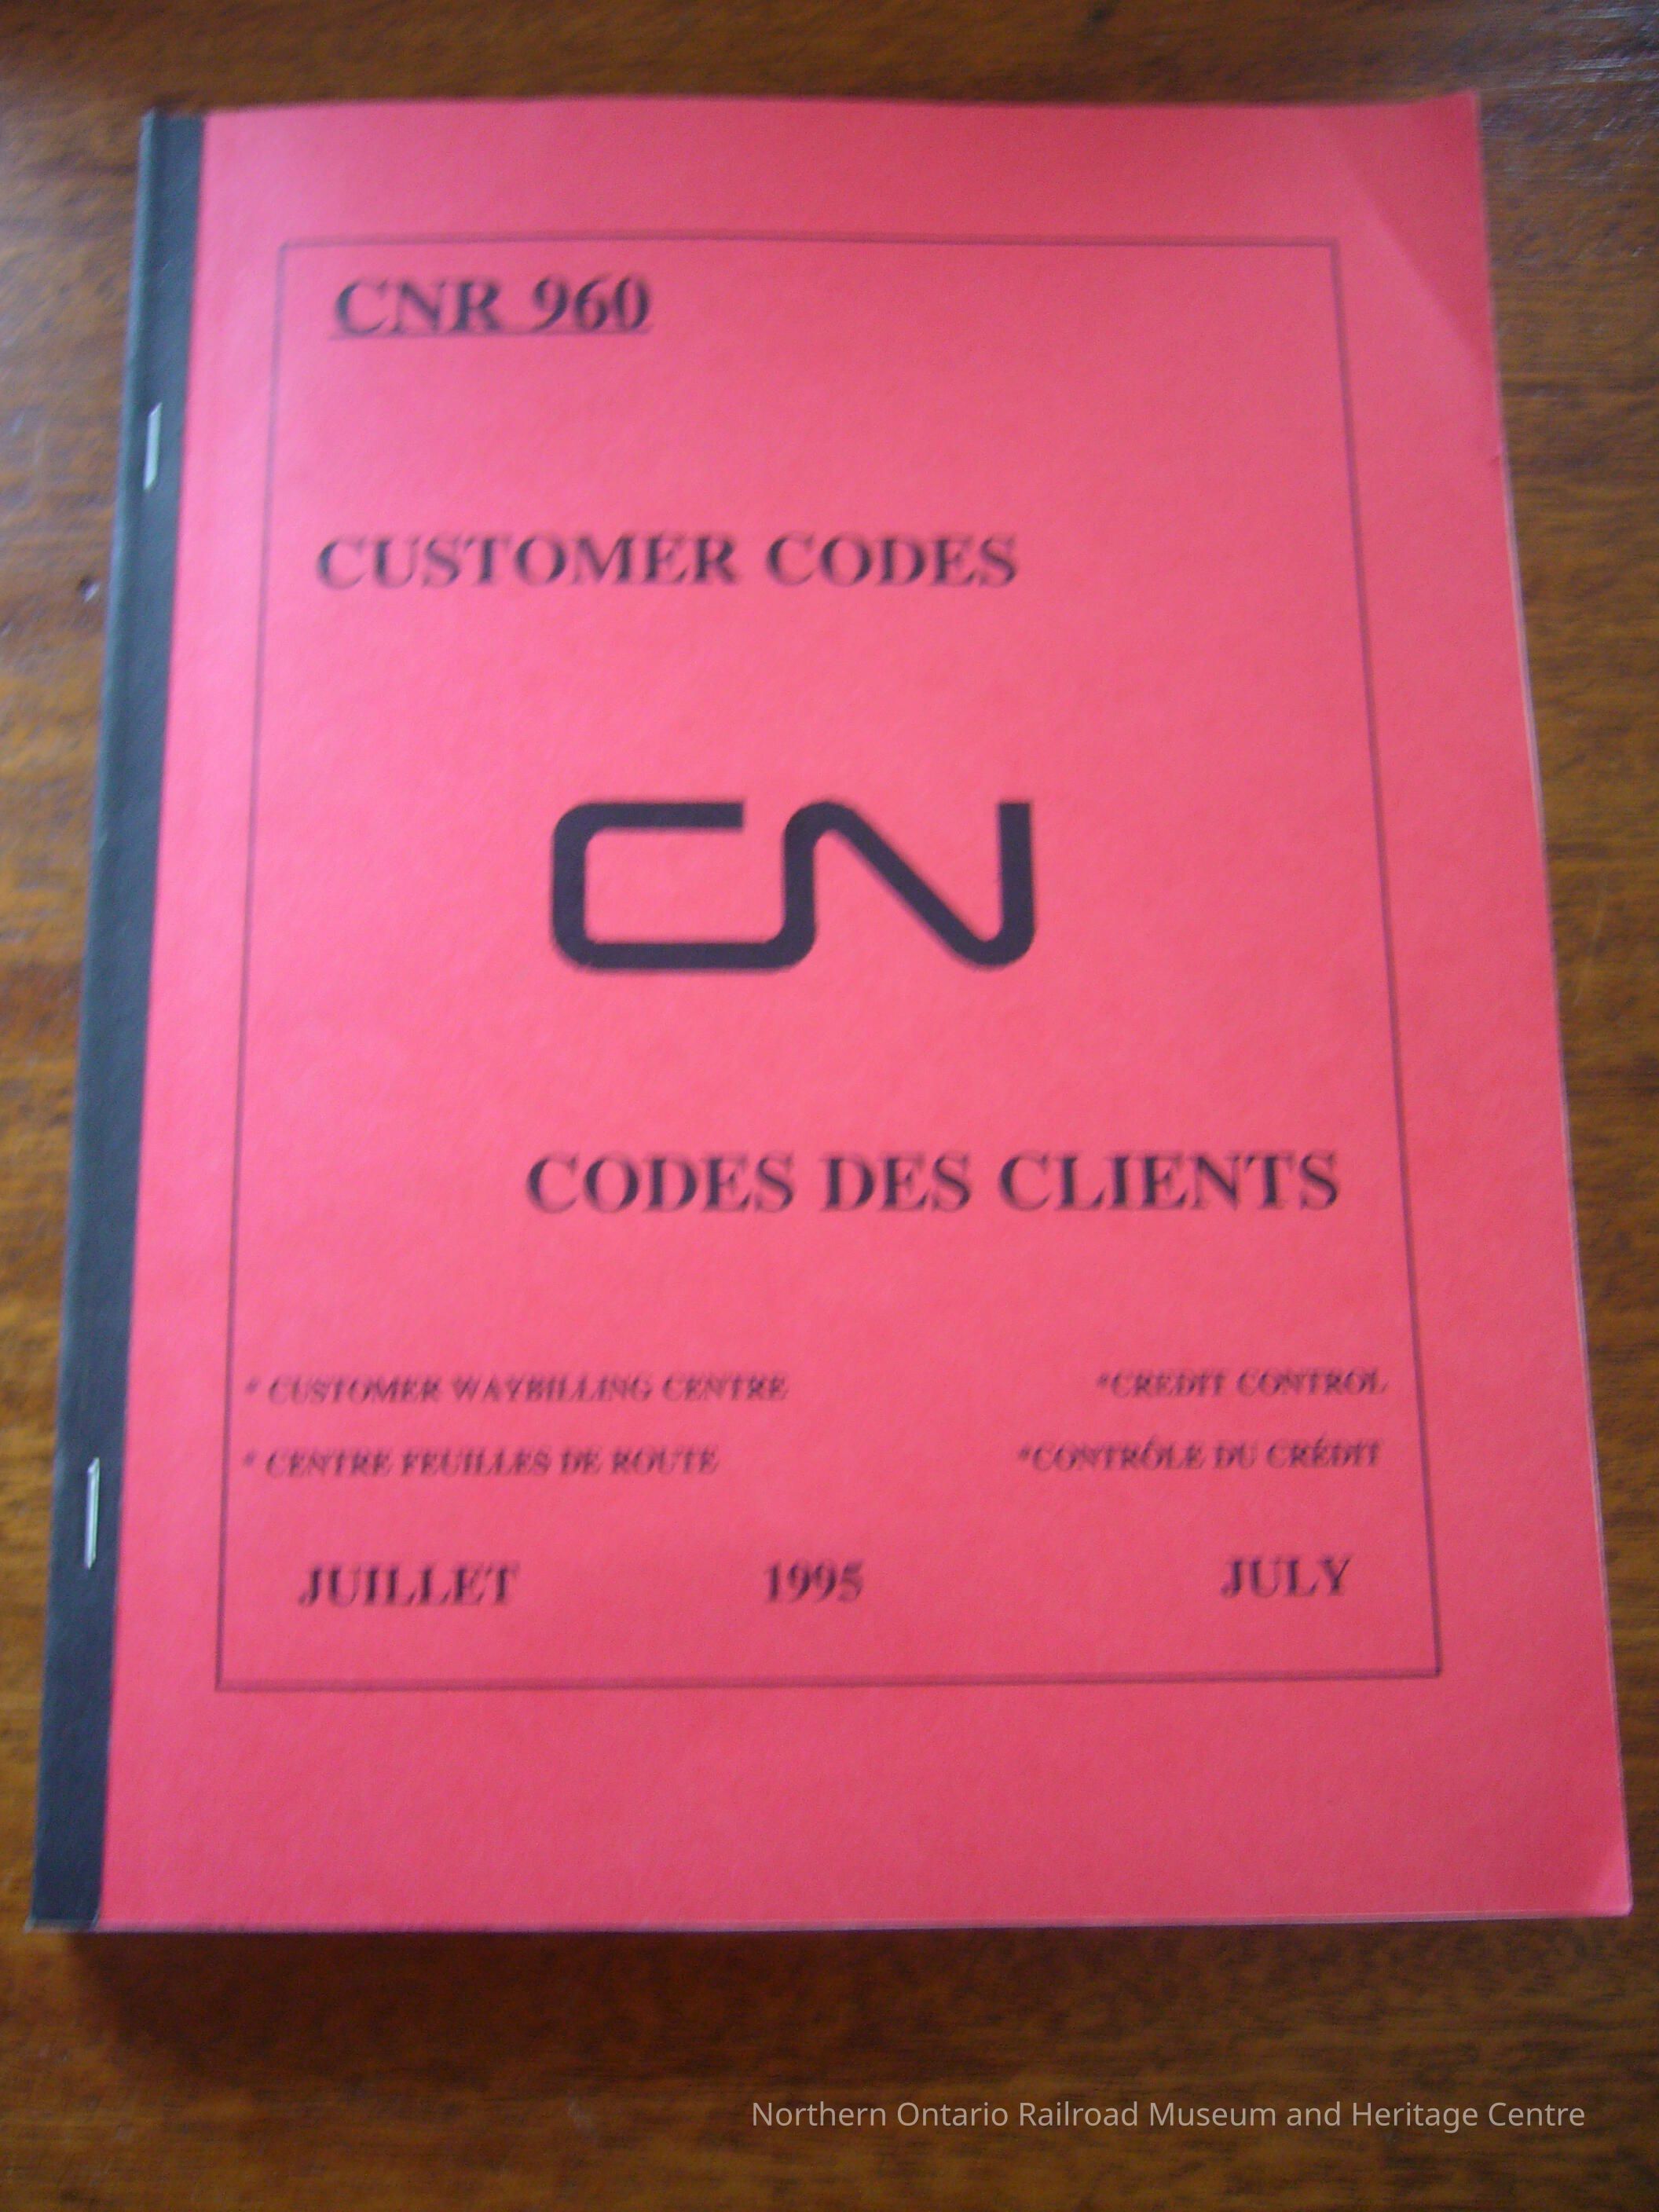 CNR 960
CUSTOMER CODES
CN
CODES DES CLIENTS
* CUSTOMER WAYBILLING CENTRE
*CREDIT CONTROL
* CENTRE FEUILLES DE ROUTE
*CONTRÔLE DU CRÉDIT
JUILLET 1995 JULY
Northern Ontario Railroad Museum and Heritage Centre